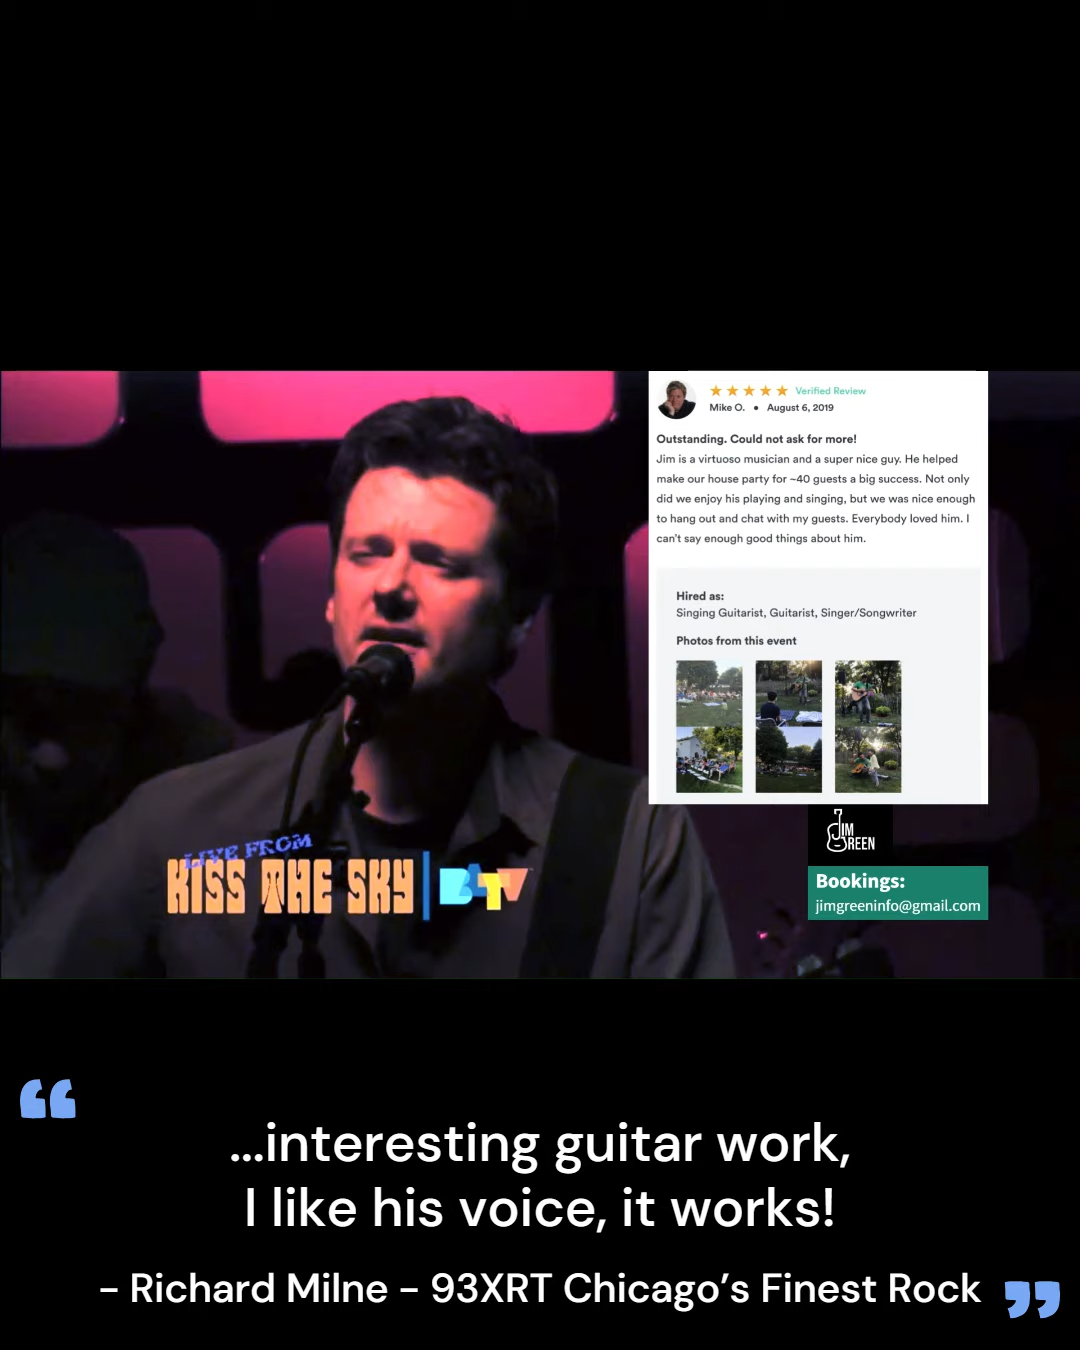 ★★★★★ Verified Review
Mike O. • August 6, 2019
Outstanding. Could not ask for more!
Jim is a virtuoso musician and a super nice guy. He helped
make our house party for ~40 guests a big success. Not only
did we enjoy his playing and singing, but we was nice enough
to hang out and chat with my guests. Everybody loved him. I
can't say enough good things about him.
Hired as:
Singing Guitarist, Guitarist, Singer/Songwriter
Photos from this event
JIM
GREEN
LIVE FROM
KISS THE SKY | BATV
Bookings:
jimgreeninfo@gmail.com
“
...interesting guitar work,
I like his voice, it works!
– Richard Milne – 93XRT Chicago’s Finest Rock ”